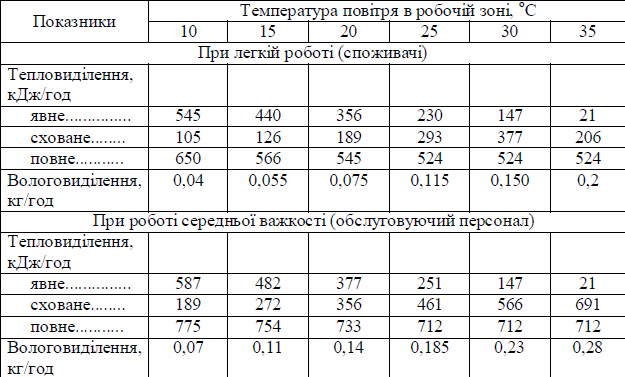 Показники Температура повітря в робочій зоні, °С
10 15 20 25 30 35
При легкій роботі (споживачі)
Тепловиділення,
кДж/год
явне............... 545 440 356 230 147 21
сховане........ 105 126 189 293 377 206
повне........... 650 566 545 524 524 524
Вологовиділення, 0,04 0,055 0,075 0,115 0,150 0,2
кг/год
При роботі середньої важкості (обслуговуючий персонал)
Тепловиділення,
кДж/год
явне............... 587 482 377 251 147 21
сховане........ 189 272 356 461 566 691
повне........... 775 754 733 712 712 712
Вологовиділення, 0,07 0,11 0,14 0,185 0,23 0,28
кг/год